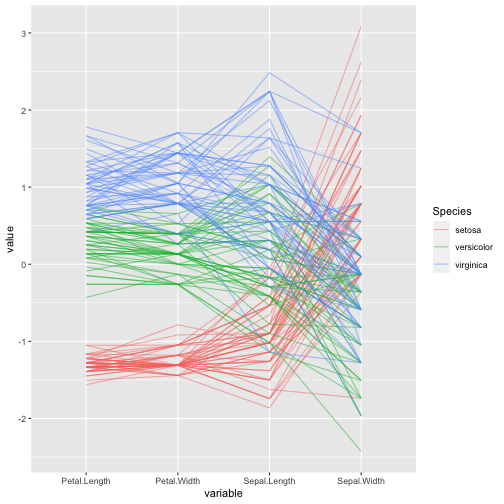 3
2
1
0
-1
-2
value
Petal.Length Petal.Width Sepal.Length Sepal.Width
variable
Species
setosa
versicolor
virginica